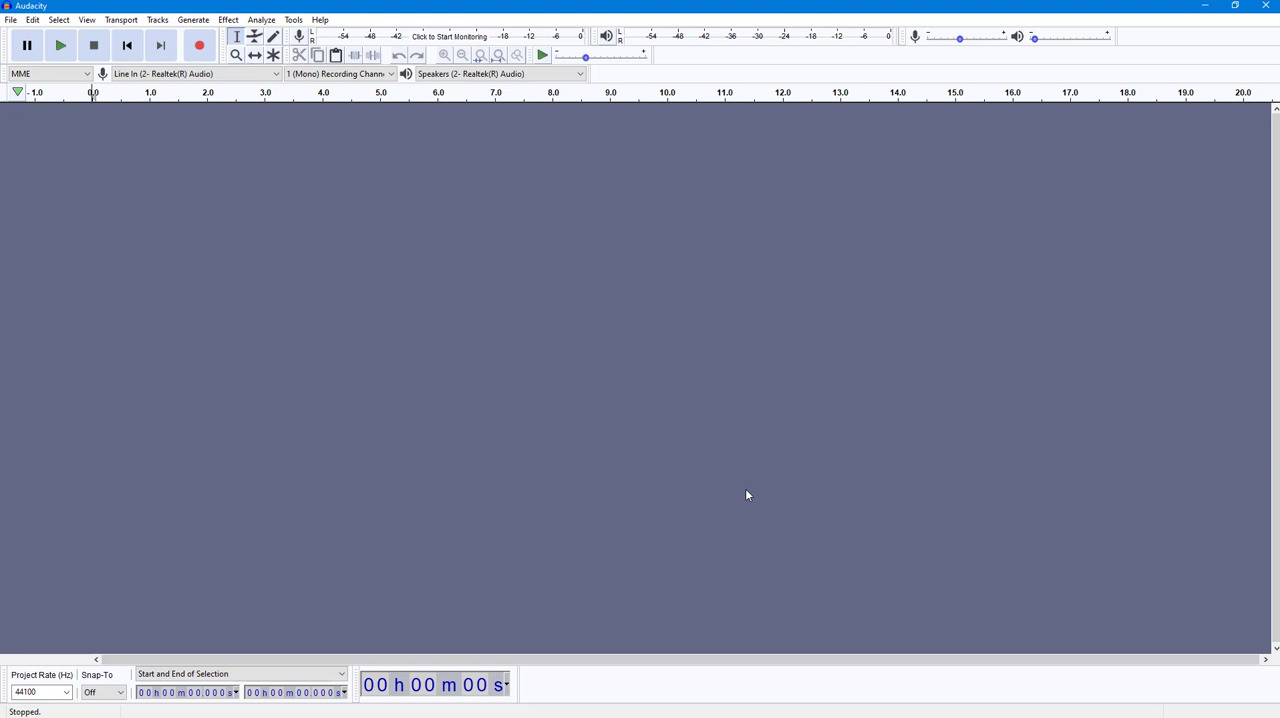 Audacity
File Edit Select View Transport Tracks Generate Effect Analyze Tools Help
L R -54 -48 -42 Click to Start Monitoring -18 -12 -6 0 L R -54 -48 -42 -36 -30 -24 -18 -12 -6 0 - + - +
- +
MME Line In (2- Realtek(R) Audio) 1 (Mono) Recording Chann Speakers (2- Realtek(R) Audio)
- 1.0 0.0 1.0 2.0 3.0 4.0 5.0 6.0 7.0 8.0 9.0 10.0 11.0 12.0 13.0 14.0 15.0 16.0 17.0 18.0 19.0 20.0
Project Rate (Hz) Snap-To Start and End of Selection
44100 Off 00 h 00 m 00.000 s 00 h 00 m 00.000 s 00 h 00 m 00 s
Stopped.